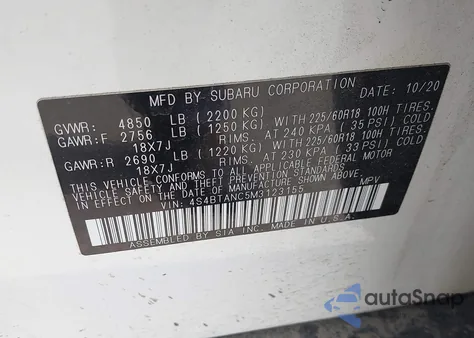 MFD BY SUBARU CORPORATION DATE: 10/20
GVWR: 4850 LB (2200 KG)
GAWR:F 2756 LB (1250 KG) WITH 225/60R18 100H TIRES
18X7J RIMS AT 240 KPA ( 35 PSI) COLD
GAWR:R 2690 LB (1220 KG) WITH 225/60R18 100H TIRES
18X7J RIMS AT 230 KPA ( 33 PSI) COLD
THIS VEHICLE CONFORMS TO ALL APPLICABLE FEDERAL MOTOR
VEHICLE SAFETY STANDARDS
IN EFFECT ON THE DATE OF MANUFACTURE SHOWN ABOVE.
VIN: 4S4BTANC5M3123155 MPV
ASSEMBLED BY SIA INC. MADE IN U.S.A.
autoSnap